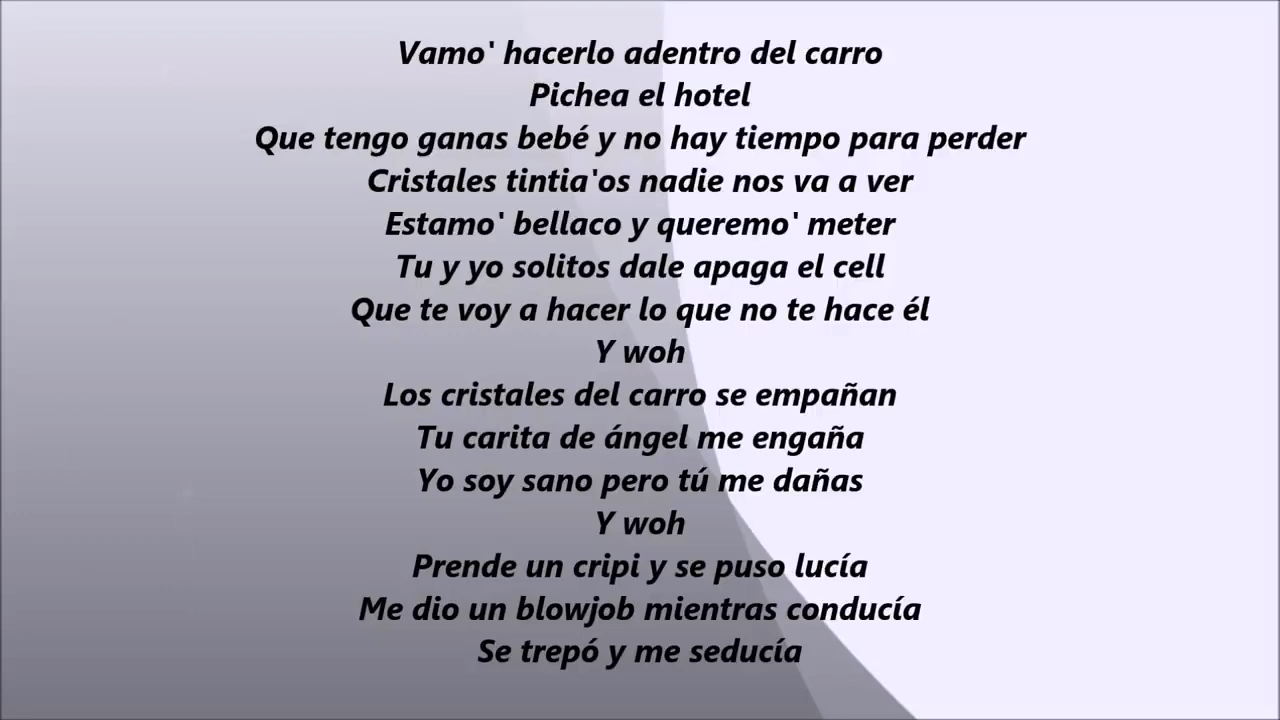 Vamo' hacerlo adentro del carro
Pichea el hotel
Que tengo ganas bebé y no hay tiempo para perder
Cristales tintia'os nadie nos va a ver
Estamo' bellaco y queremo' meter
Tu y yo solitos dale apaga el cell
Que te voy a hacer lo que no te hace él
Y woh
Los cristales del carro se empañan
Tu carita de ángel me engaña
Yo soy sano pero tú me dañas
Y woh
Prende un cripi y se puso lucía
Me dio un blowjob mientras conducía
Se trepó y me seducía